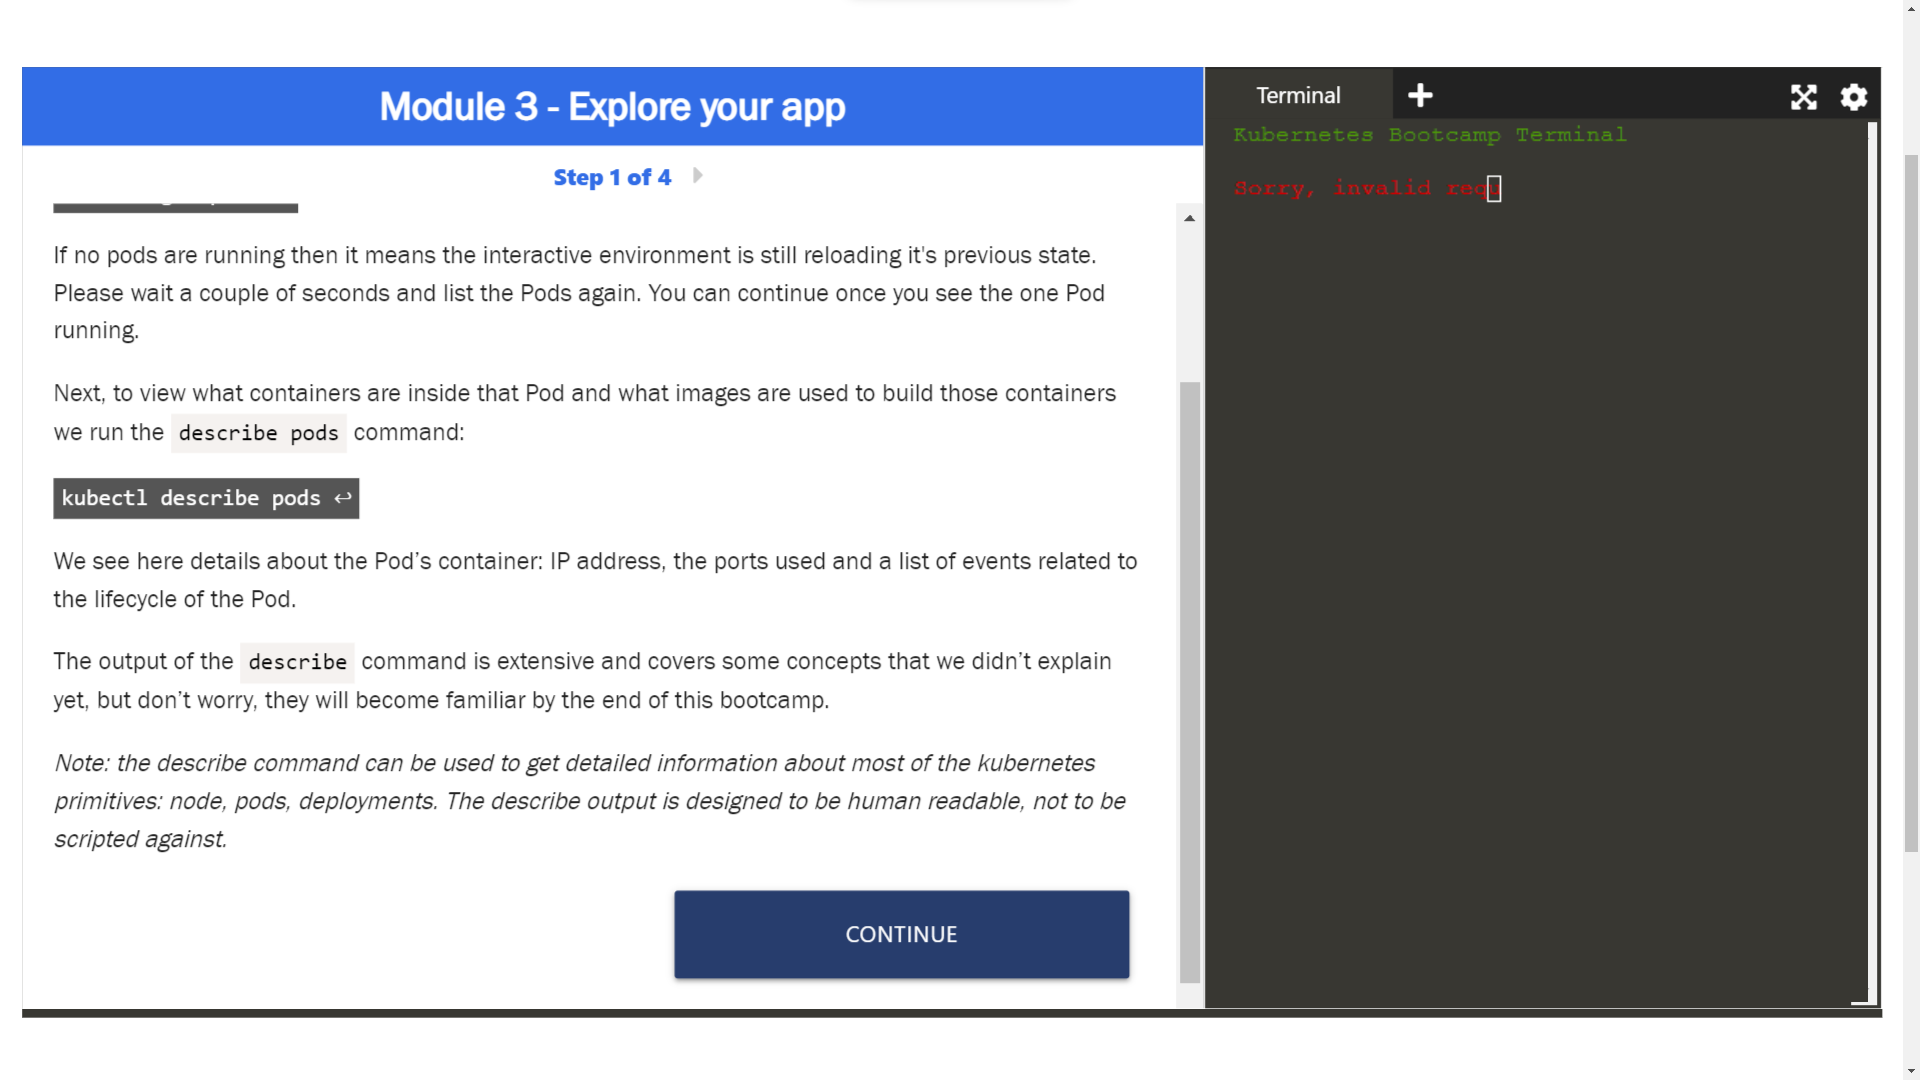 Module 3 - Explore your app
Step 1 of 4
If no pods are running then it means the interactive environment is still reloading it's previous state.
Please wait a couple of seconds and list the Pods again. You can continue once you see the one Pod
running.
Next, to view what containers are inside that Pod and what images are used to build those containers
we run the describe pods command:
kubectl describe pods ↩
We see here details about the Pod’s container: IP address, the ports used and a list of events related to
the lifecycle of the Pod.
The output of the describe command is extensive and covers some concepts that we didn’t explain
yet, but don’t worry, they will become familiar by the end of this bootcamp.
Note: the describe command can be used to get detailed information about most of the kubernetes
primitives: node, pods, deployments. The describe output is designed to be human readable, not to be
scripted against.
CONTINUE
Terminal
Kubernetes Bootcamp Terminal
Sorry, invalid requ